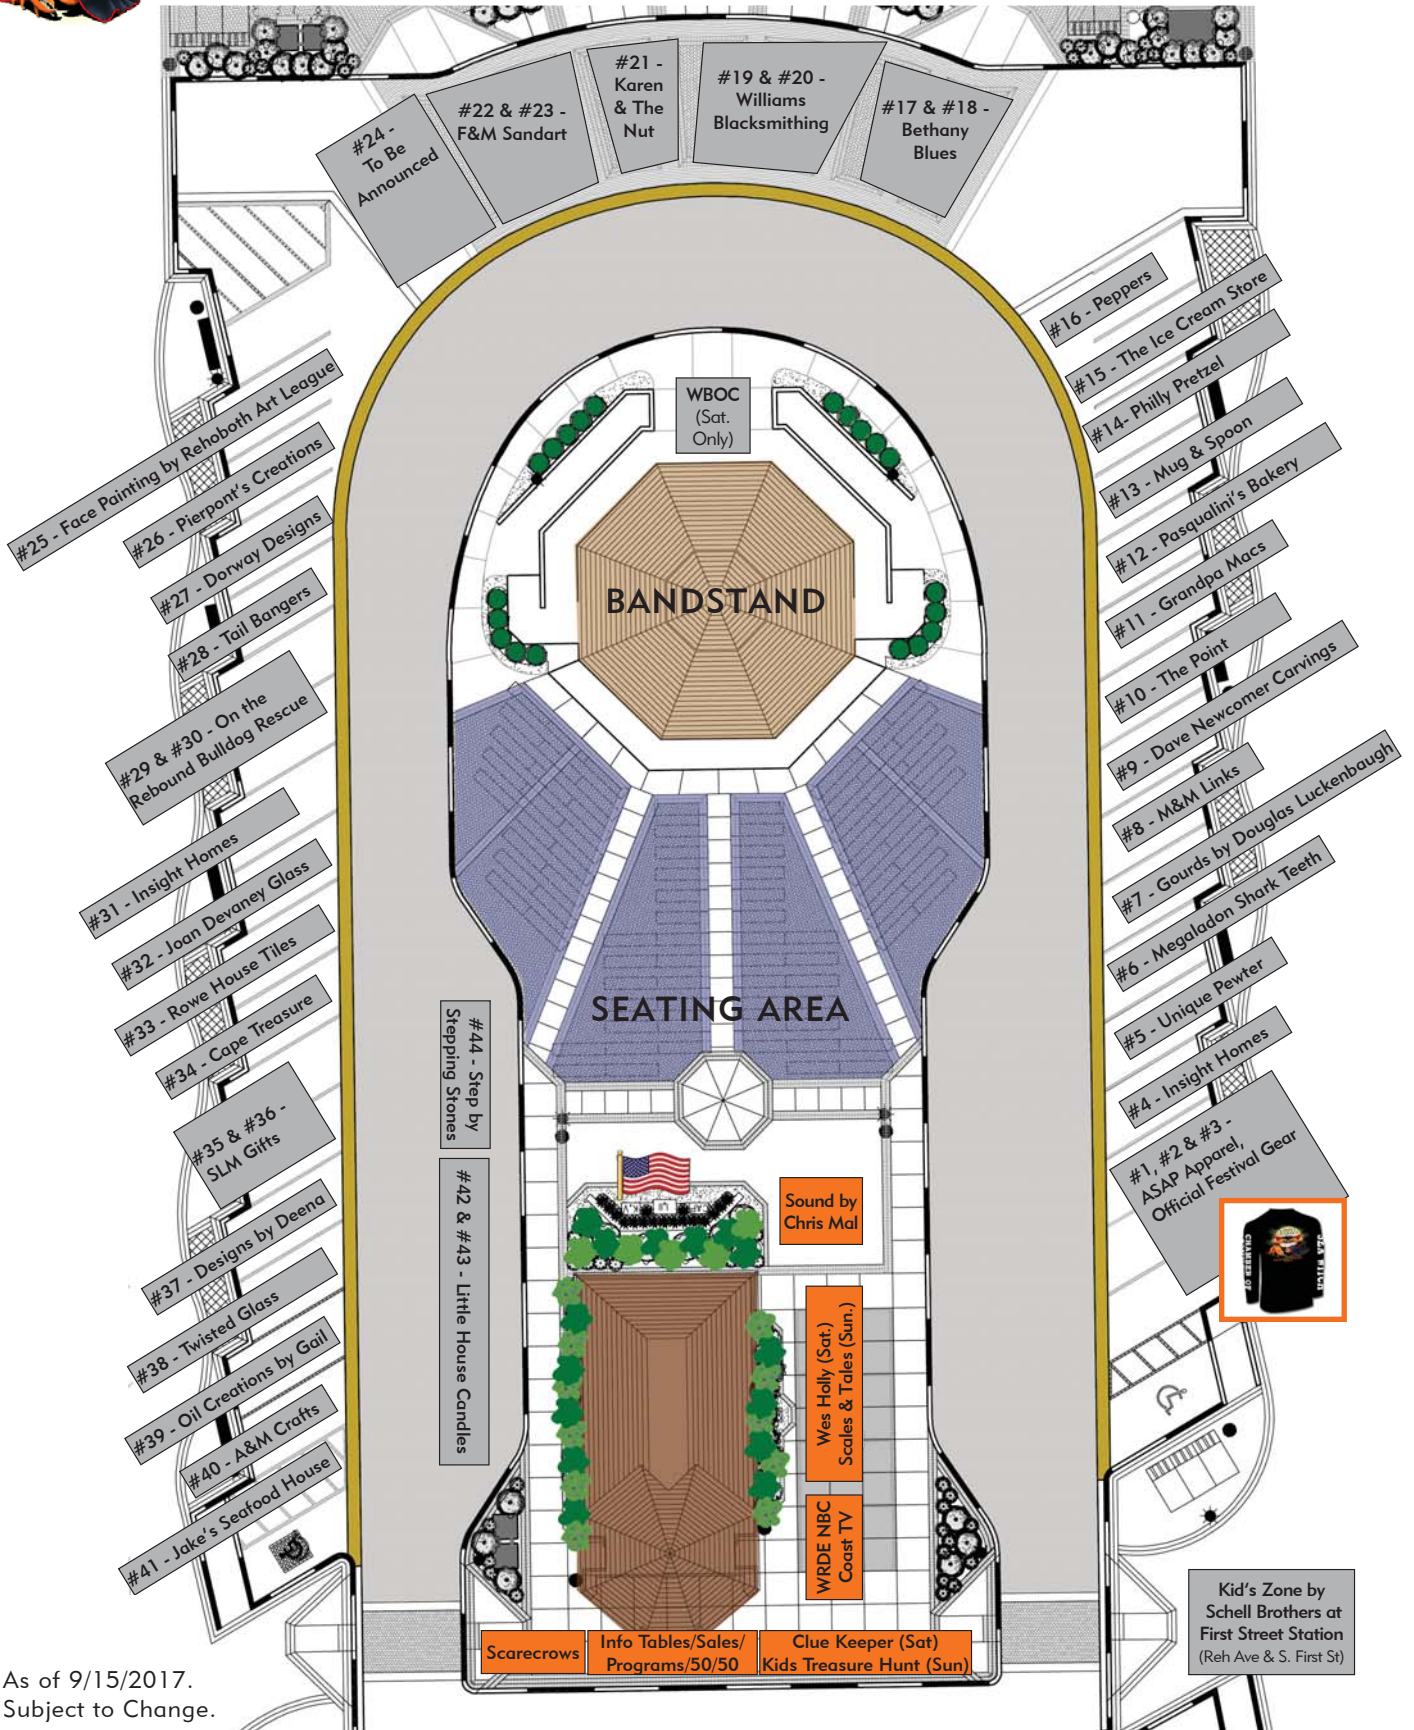 #21 -
Karen
& The
Nut
#19 & #20 -
Williams
Blacksmithing
#22 & #23 -
F&M Sandart
#17 & #18 -
Bethany
Blues
#24 -
To Be
Announced
#16 - Peppers
#15 - The Ice Cream Store
#14- Philly Pretzel
#13 - Mug & Spoon
#12 - Pasqualini's Bakery
#11 - Grandpa Macs
#10 - The Point
#9 - Dave Newcomer Carvings
#8 - M&M Links
#7 - Gourds by Douglas Luckenbaugh
#6 - Megaladon Shark Teeth
#5 - Unique Pewter
#4 - Insight Homes
#1, #2 & #3 -
ASAP Apparel,
Official Festival Gear
CHAMBER OF
SEA WITCH
WBOC
(Sat.
Only)
BANDSTAND
SEATING AREA
#25 - Face Painting by Rehoboth Art League
#26 - Pierpont's Creations
#27 - Dorway Designs
#28 - Tail Bangers
#29 & #30 - On the
Rebound Bulldog Rescue
#31 - Insight Homes
#32 - Joan Devaney Glass
#33 - Rowe House Tiles
#34 - Cape Treasure
#35 & #36 -
SLM Gifts
#37 - Designs by Deena
#38 - Twisted Glass
#39 - Oil Creations by Gail
#40 - A&M Crafts
#41 - Jake's Seafood House
#44 - Step by
Stepping Stones
#42 & #43 - Little House Candles
Sound by
Chris Mal
Wes Holly (Sat.)
Scales & Tales (Sun.)
WRDE NBC
Coast TV
Scarecrows
Info Tables/Sales/
Programs/50/50
Clue Keeper (Sat)
Kids Treasure Hunt (Sun)
Kid's Zone by
Schell Brothers at
First Street Station
(Reh Ave & S. First St)
As of 9/15/2017.
Subject to Change.